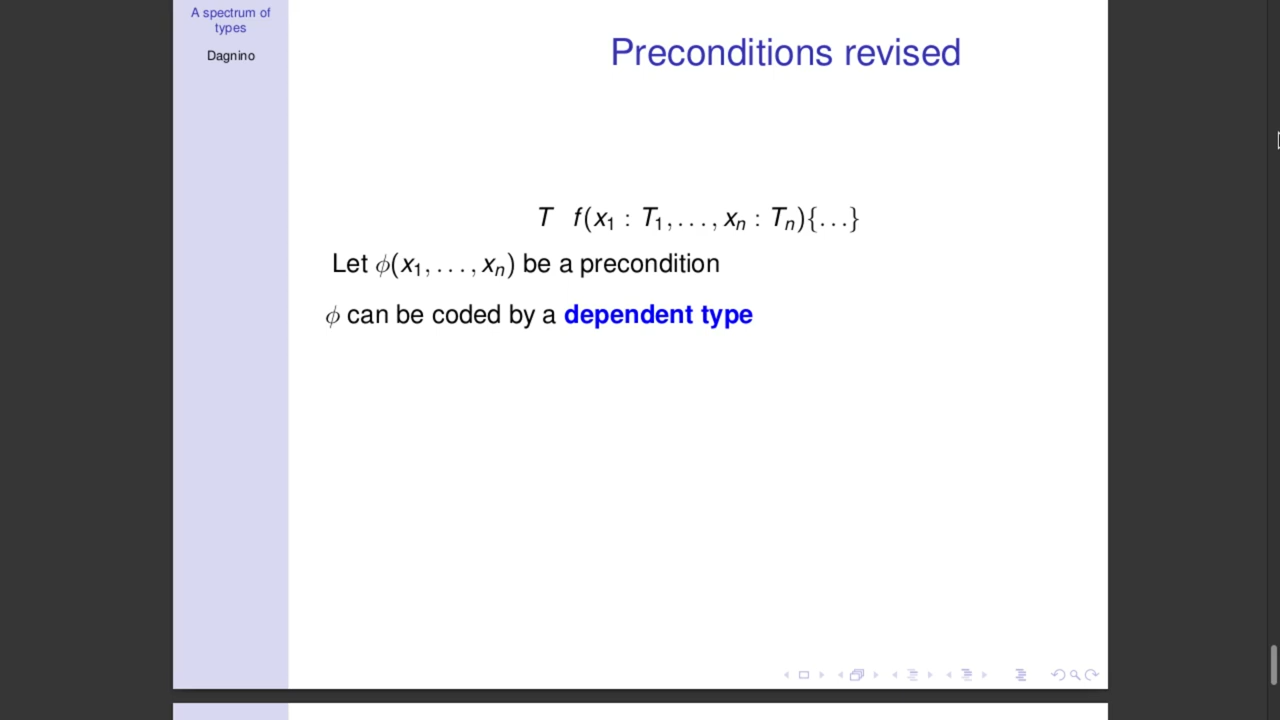 A spectrum of
types
Dagnino
Preconditions revised
T f(x₁ : T₁, . . . , xₙ : Tₙ){. . .}
Let ϕ(x₁, . . . , xₙ) be a precondition
ϕ can be coded by a dependent type